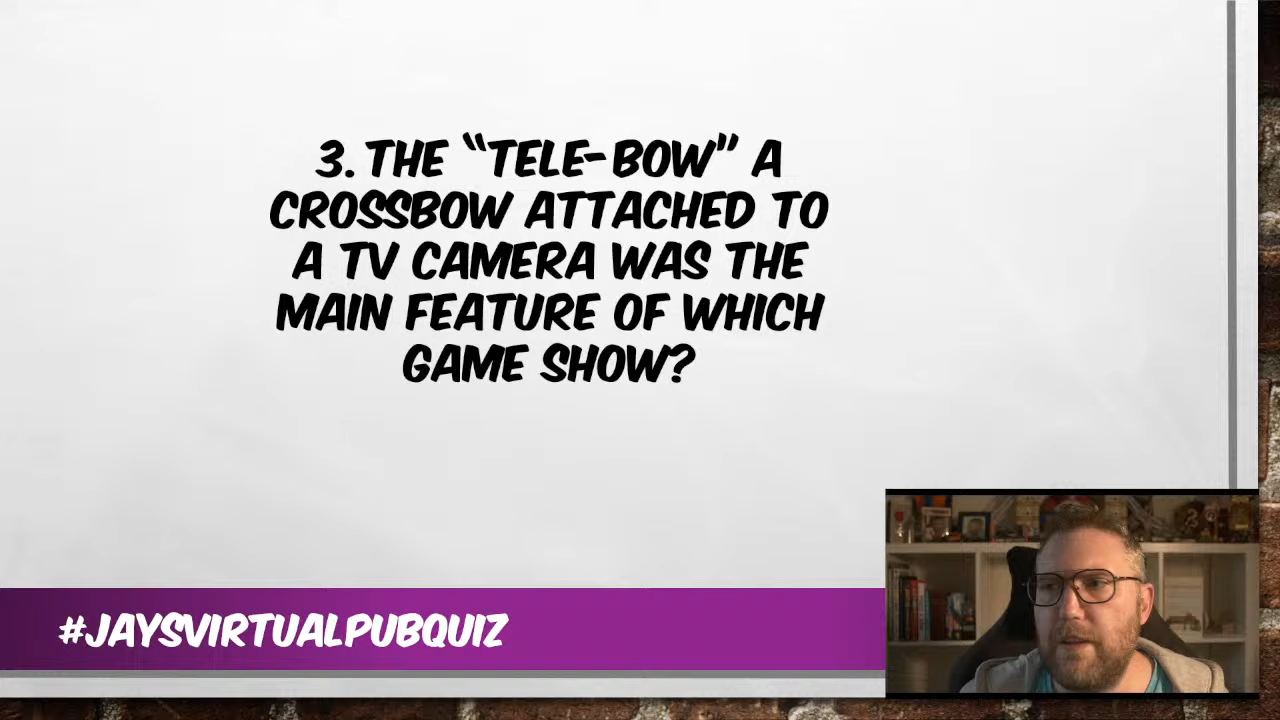 3. THE “TELE-BOW” A
CROSSBOW ATTACHED TO
A TV CAMERA WAS THE
MAIN FEATURE OF WHICH
GAME SHOW?
#JAYSVIRTUALPUBQUIZ